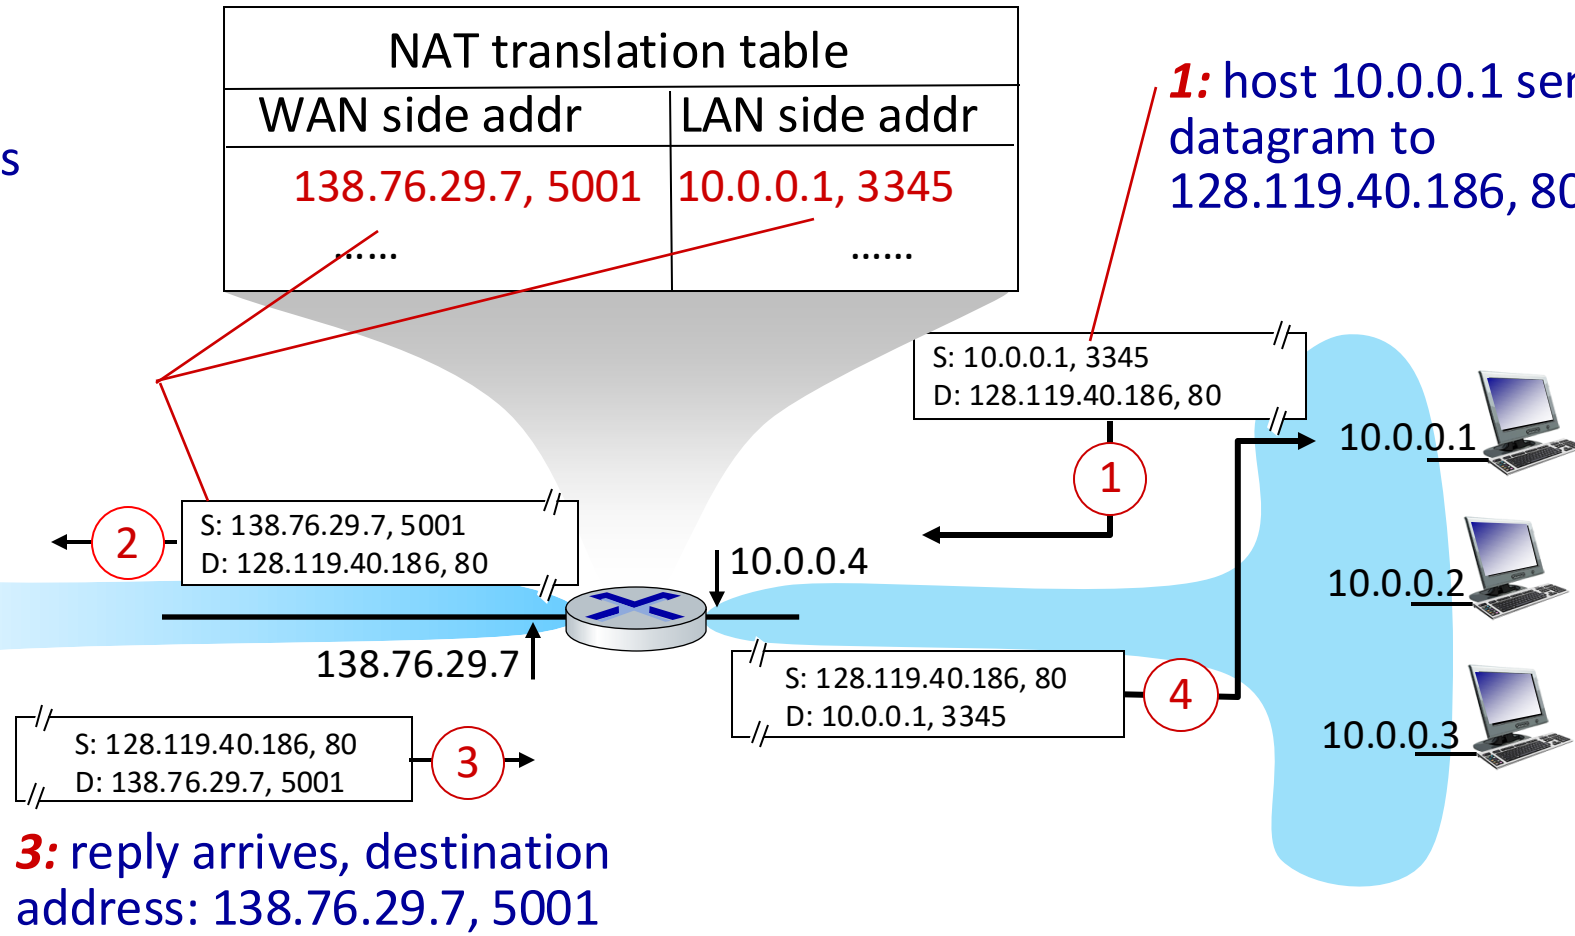 NAT translation table
WAN side addr LAN side addr
138.76.29.7, 5001 10.0.0.1, 3345
...... ......
s
1: host 10.0.0.1
datagram to
128.119.40.186, 80
S: 10.0.0.1, 3345
D: 128.119.40.186, 80
1
10.0.0.1
2
S: 138.76.29.7, 5001
D: 128.119.40.186, 80
10.0.0.4
10.0.0.2
138.76.29.7
S: 128.119.40.186, 80
D: 10.0.0.1, 3345
4
10.0.0.3
S: 128.119.40.186, 80
D: 138.76.29.7, 5001
3
3: reply arrives, destination
address: 138.76.29.7, 5001